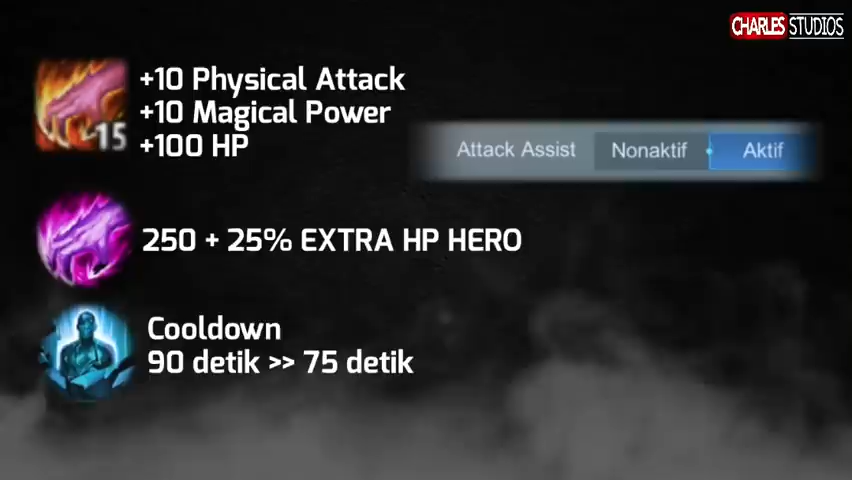 CHARLES STUDIOS
+10 Physical Attack
+10 Magical Power
+100 HP
15
Attack Assist Nonaktif Aktif
250 + 25% EXTRA HP HERO
Cooldown
90 detik >> 75 detik